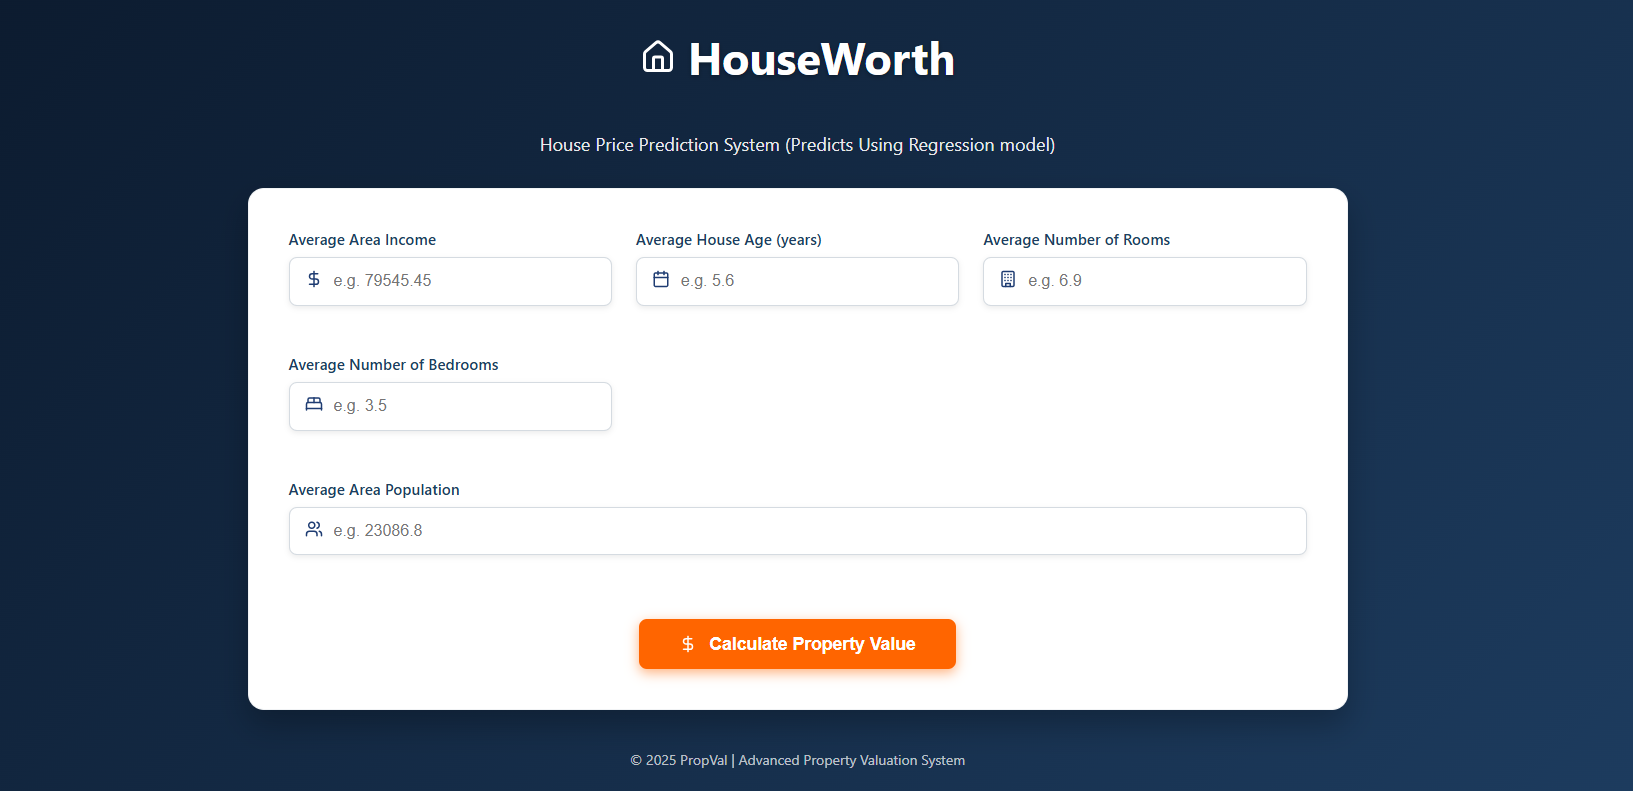 HouseWorth
House Price Prediction System (Predicts Using Regression model)
Average Area Income
Average House Age (years)
Average Number of Rooms
$ e.g. 79545.45
e.g. 5.6
e.g. 6.9
Average Number of Bedrooms
e.g. 3.5
Average Area Population
e.g. 23086.8
$ Calculate Property Value
© 2025 PropVal | Advanced Property Valuation System